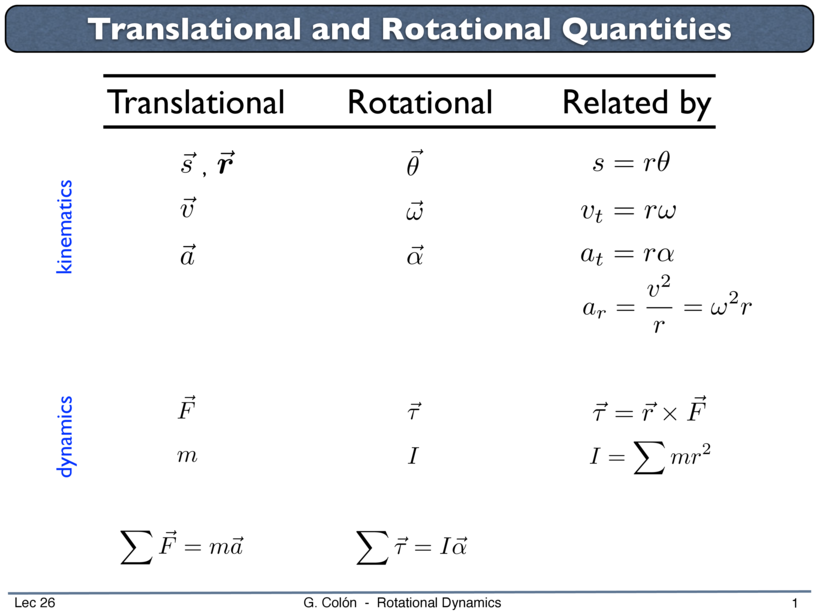 Translational and Rotational Quantities
Translational Rotational Related by
kinematics
$\vec{s}$ , $\vec{\boldsymbol{r}}$ $\vec{\theta}$ $s = r\theta$
$\vec{v}$ $\vec{\omega}$ $v_t = r\omega$
$\vec{a}$ $\vec{\alpha}$ $a_t = r\alpha$
$a_r = \dfrac{v^2}{r} = \omega^2 r$
dynamics
$\vec{F}$ $\vec{\tau}$ $\vec{\tau} = \vec{r} \times \vec{F}$
$m$ $I$ $I = \sum mr^2$
$\sum \vec{F} = m\vec{a}$ $\sum \vec{\tau} = I\vec{\alpha}$
Lec 26 G. Colón - Rotational Dynamics 1